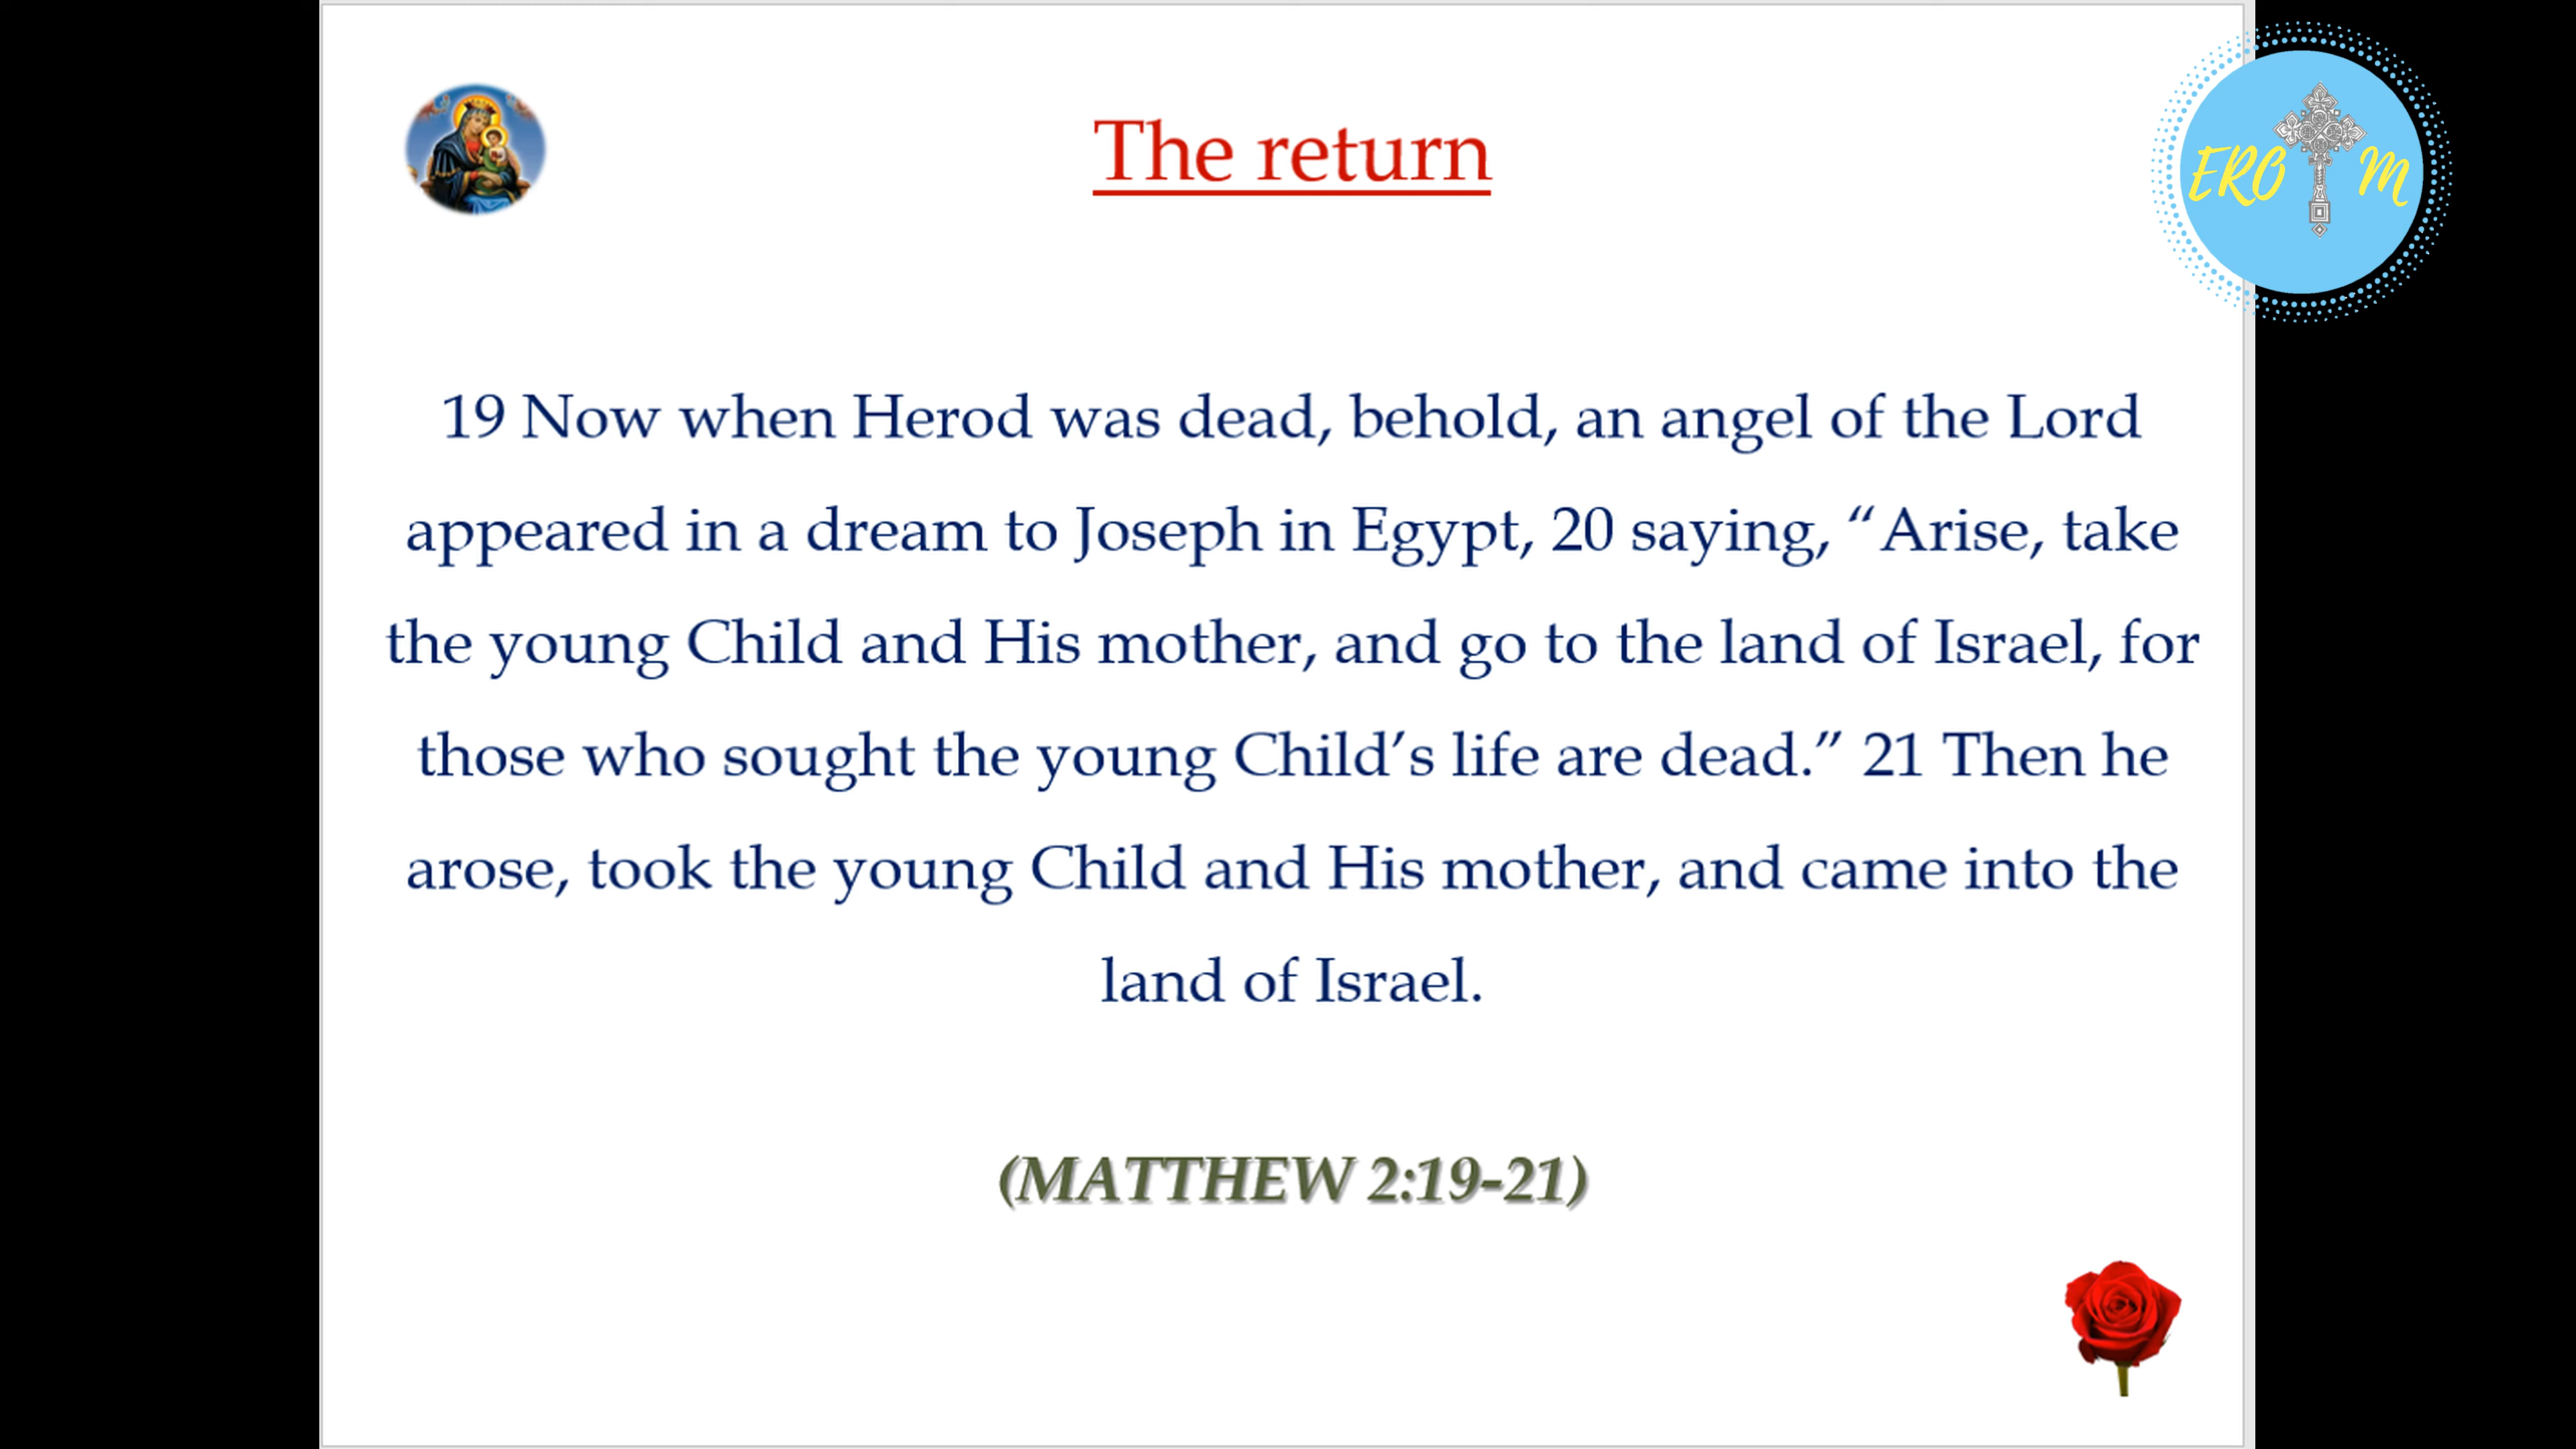 The return
ERO M
19 Now when Herod was dead, behold, an angel of the Lord
appeared in a dream to Joseph in Egypt, 20 saying, “Arise, take
the young Child and His mother, and go to the land of Israel, for
those who sought the young Child’s life are dead.” 21 Then he
arose, took the young Child and His mother, and came into the
land of Israel.
(MATTHEW 2:19-21)